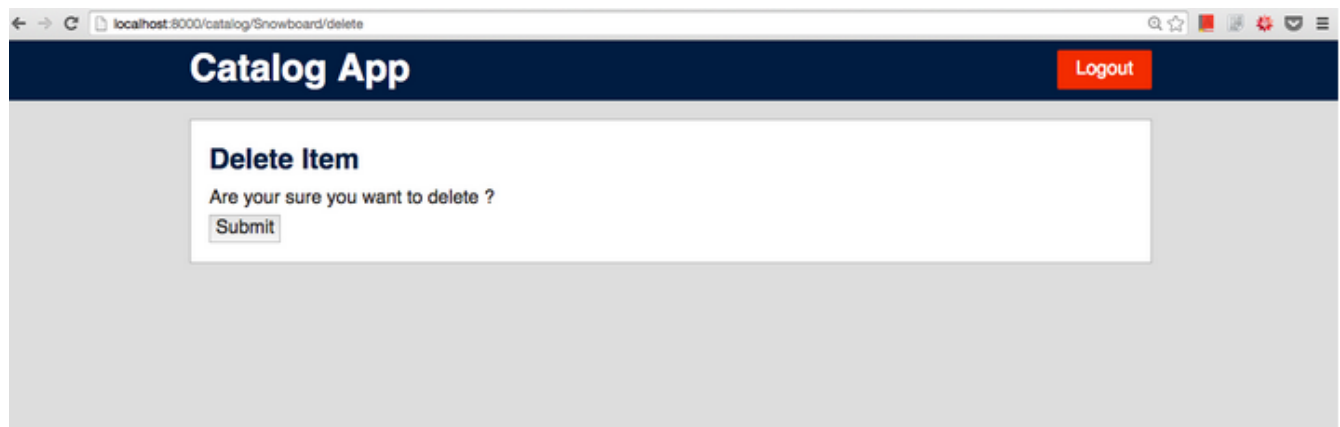 localhost:8000/catalog/Snowboard/delete
Catalog App
Logout
Delete Item
Are your sure you want to delete ?
Submit